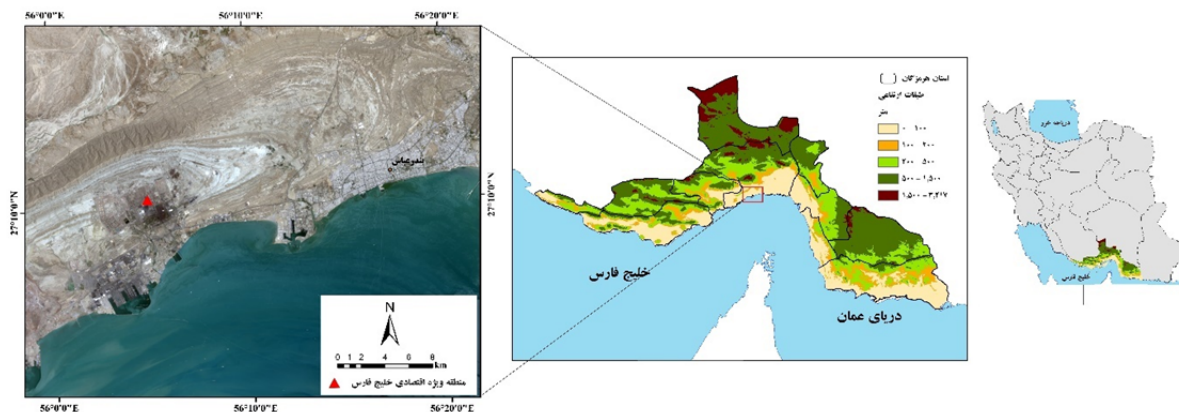 56°0'0"E 56°10'0"E 56°20'0"E
27°10'0"N
27°10'0"N
بندرعباس
N
0 1 2 4 6 8
km
منطقه ویژه اقتصادی خلیج فارس
56°0'0"E 56°10'0"E 56°20'0"E
استان هرمزگان
طبقات ارتفاعی
متر
۰ - ۱۰۰
۱۰۰ - ۲۰۰
۲۰۰ - ۵۰۰
۵۰۰ - ۱,۵۰۰
۱,۵۰۰ - ۳,۲۱۷
خلیج فارس
دریای عمان
دریاچه خزر
خلیج فارس